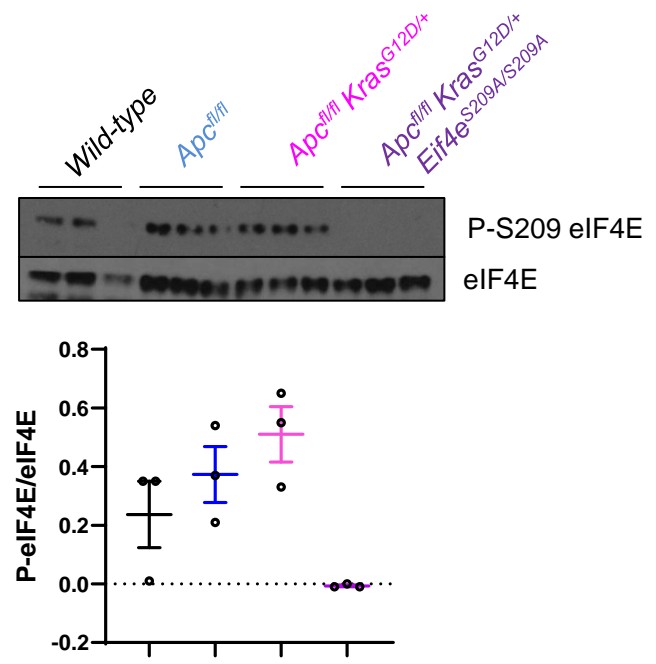 Wild-type
Apcfl/fl
Apcfl/fl KrasG12D/+
Apcfl/fl KrasG12D/+
Eif4eS209A/S209A
P-S209 eIF4E
eIF4E
P-eIF4E/eIF4E
0.8
0.6
0.4
0.2
0.0
-0.2